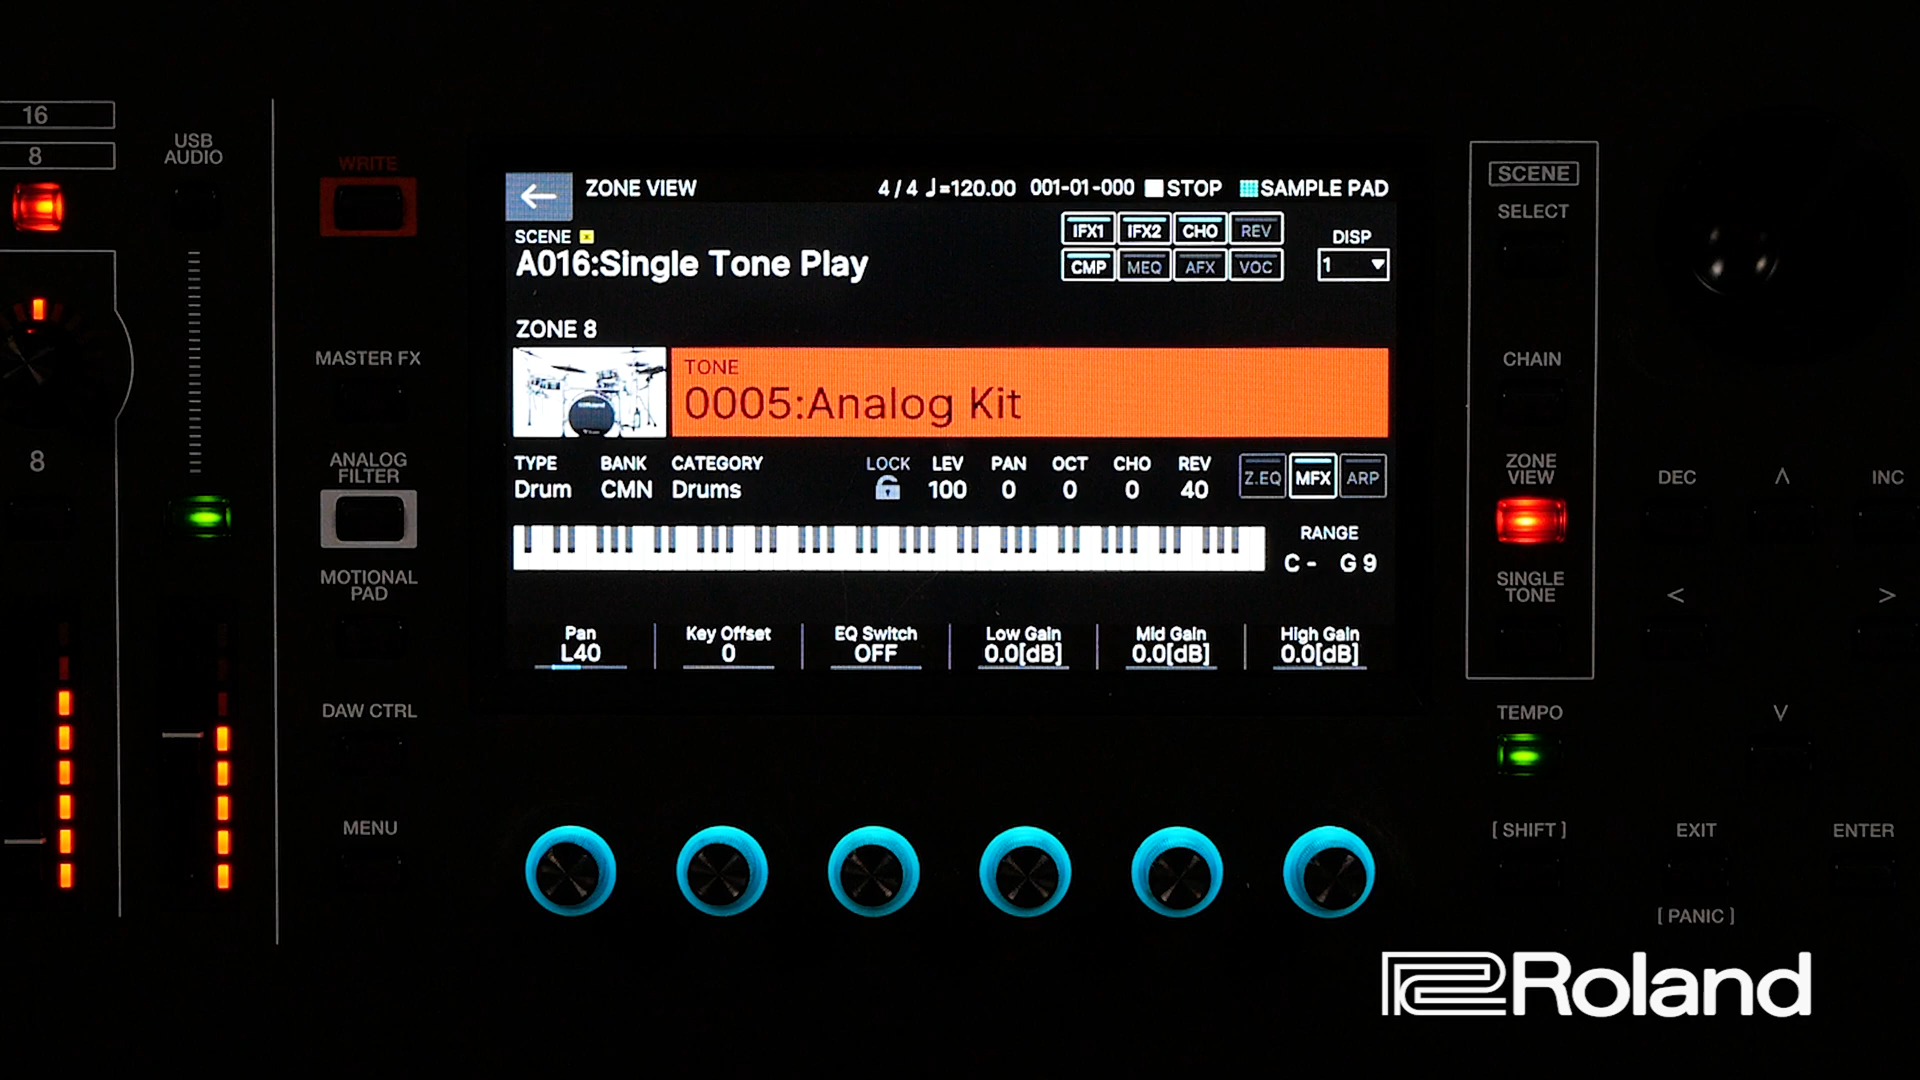 16
8
USB
AUDIO
8
WRITE
MASTER FX
ANALOG
FILTER
MOTIONAL
PAD
DAW CTRL
MENU
ZONE VIEW
4 / 4 ♩=120.00 001-01-000 STOP SAMPLE PAD
SCENE
A016:Single Tone Play
IFX1 IFX2 CHO REV
CMP MEQ AFX VOC
DISP
1
ZONE 8
TONE
0005:Analog Kit
Roland
TYPE BANK CATEGORY LOCK LEV PAN OCT CHO REV
Drum CMN Drums 100 0 0 0 40
Z.EQ MFX ARP
RANGE
C - G 9
Pan Key Offset EQ Switch Low Gain Mid Gain High Gain
L40 0 OFF 0.0[dB] 0.0[dB] 0.0[dB]
SCENE
SELECT
CHAIN
ZONE
VIEW
SINGLE
TONE
TEMPO
[ SHIFT ]
DEC ∧ INC
< >
∨
EXIT ENTER
[ PANIC ]
Roland